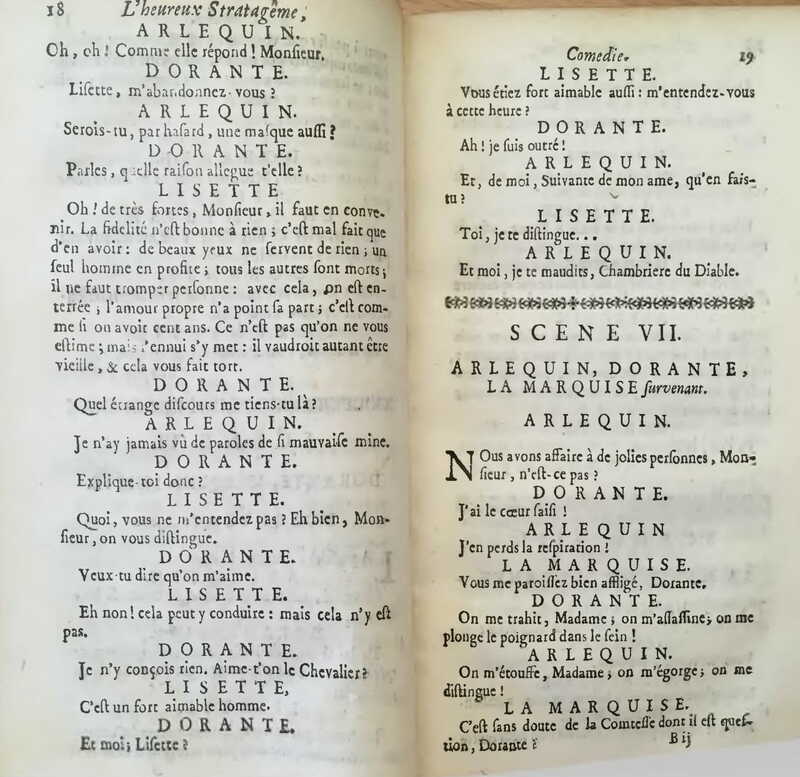 18 L'heureux Stratagême,
ARLEQUIN.
Oh, oh! Comme elle répond! Monſieur.
DORANTE.
Liſette, m'abandonnez-vous?
ARLEQUIN.
Serois-tu, par haſard, une maſque auſſi?
DORANTE.
Parles, quelle raiſon allegue t'elle?
LISETTE
Oh! de très fortes, Monſieur, il faut en conve-
nir. La fidelité n'eſt bonne à rien; c'eſt mal fait que
d'en avoir: de beaux yeux ne ſervent de rien; un
ſeul homme en profite; tous les autres ſont morts;
il ne faut tromper perſonne: avec cela, on eſt en-
terrée; l'amour propre n'a point ſa part; c'eſt com-
me ſi on avoit cent ans. Ce n'eſt pas qu'on ne vous
eſtime; mais l'ennui s'y met: il vaudroit autant être
vieille, & cela vous fait tort.
DORANTE.
Quel étrange diſcours me tiens-tu là?
ARLEQUIN.
Je n'ay jamais vû de paroles de ſi mauvaiſe mine.
DORANTE.
Explique-toi donc?
LISETTE.
Quoi, vous ne m'entendez pas? Eh bien, Mon-
ſieur, on vous diſtingue.
DORANTE.
Veux-tu dire qu'on m'aime.
LISETTE.
Eh non! cela peut y conduire: mais cela n'y eſt
pas.
DORANTE.
Je n'y conçois rien. Aime-t'on le Chevalier?
LISETTE,
C'eſt un fort aimable homme.
DORANTE.
Et moi; Liſette?
Comedie. 19
LISETTE.
Vous étiez fort aimable auſſi: m'entendez-vous
à cette heure?
DORANTE.
Ah! je ſuis outré!
ARLEQUIN.
Et, de moi, Suivante de mon ame, qu'en fais-
tu?
LISETTE.
Toi, je te diſtingue...
ARLEQUIN.
Et moi, je te maudits, Chambriere du Diable.
SCENE VII.
ARLEQUIN, DORANTE,
LA MARQUISE ſurvenant.
ARLEQUIN.
NOus avons affaire à de jolies perſonnes, Mon-
ſieur, n'eſt-ce pas?
DORANTE.
J'ai le cœur ſaiſi!
ARLEQUIN
J'en perds la reſpiration!
LA MARQUISE.
Vous me paroiſſez bien affligé, Dorante.
DORANTE.
On me trahit, Madame; on m'aſſaſſine; on me
plonge le poignard dans le ſein!
ARLEQUIN.
On m'étouffe, Madame; on m'égorge; on me
diſtingue!
LA MARQUISE.
C'eſt ſans doute de la Comteſſe dont il eſt queſ-
tion, Dorante?
B ij